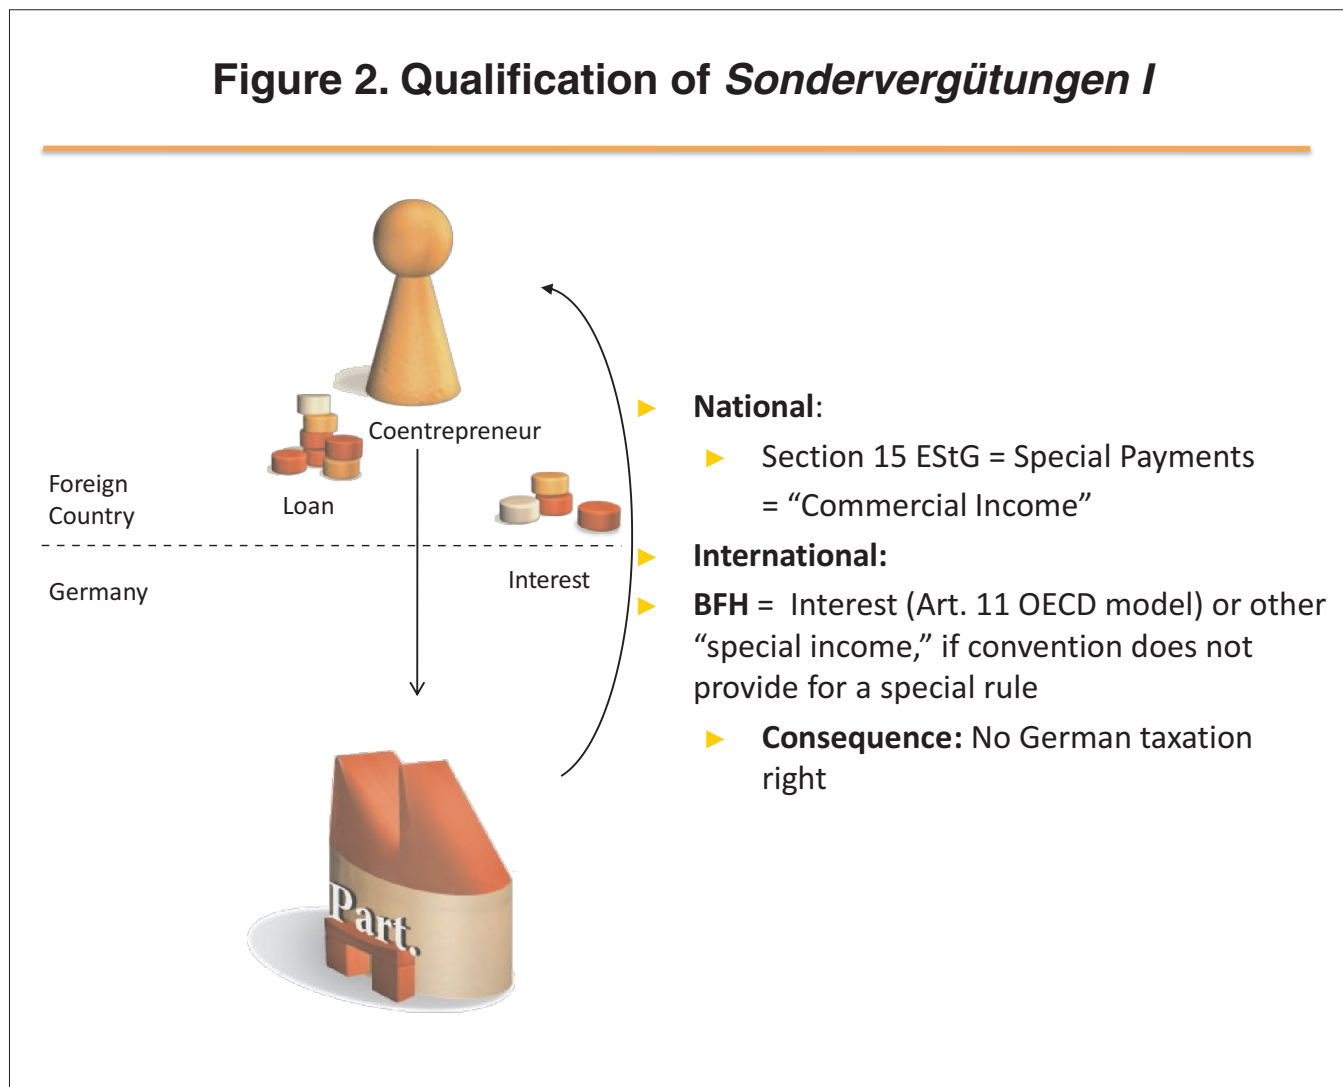 Figure 2. Qualification of Sondervergütungen I
Coentrepreneur
Loan
Foreign
Country
Interest
Germany
Part.
► National:
► Section 15 EStG = Special Payments
= “Commercial Income”
► International:
► BFH = Interest (Art. 11 OECD model) or other
“special income,” if convention does not
provide for a special rule
► Consequence: No German taxation
right